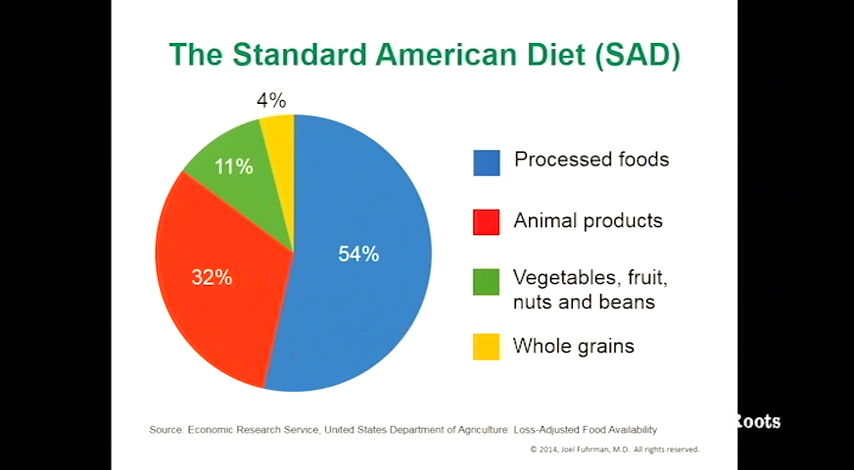 The Standard American Diet (SAD)
4%
11%
54%
32%
Processed foods
Animal products
Vegetables, fruit,
nuts and beans
Whole grains
Source: Economic Research Service, United States Department of Agriculture: Loss-Adjusted Food Availability
Roots
© 2014, Joel Fuhrman, M.D. All rights reserved.